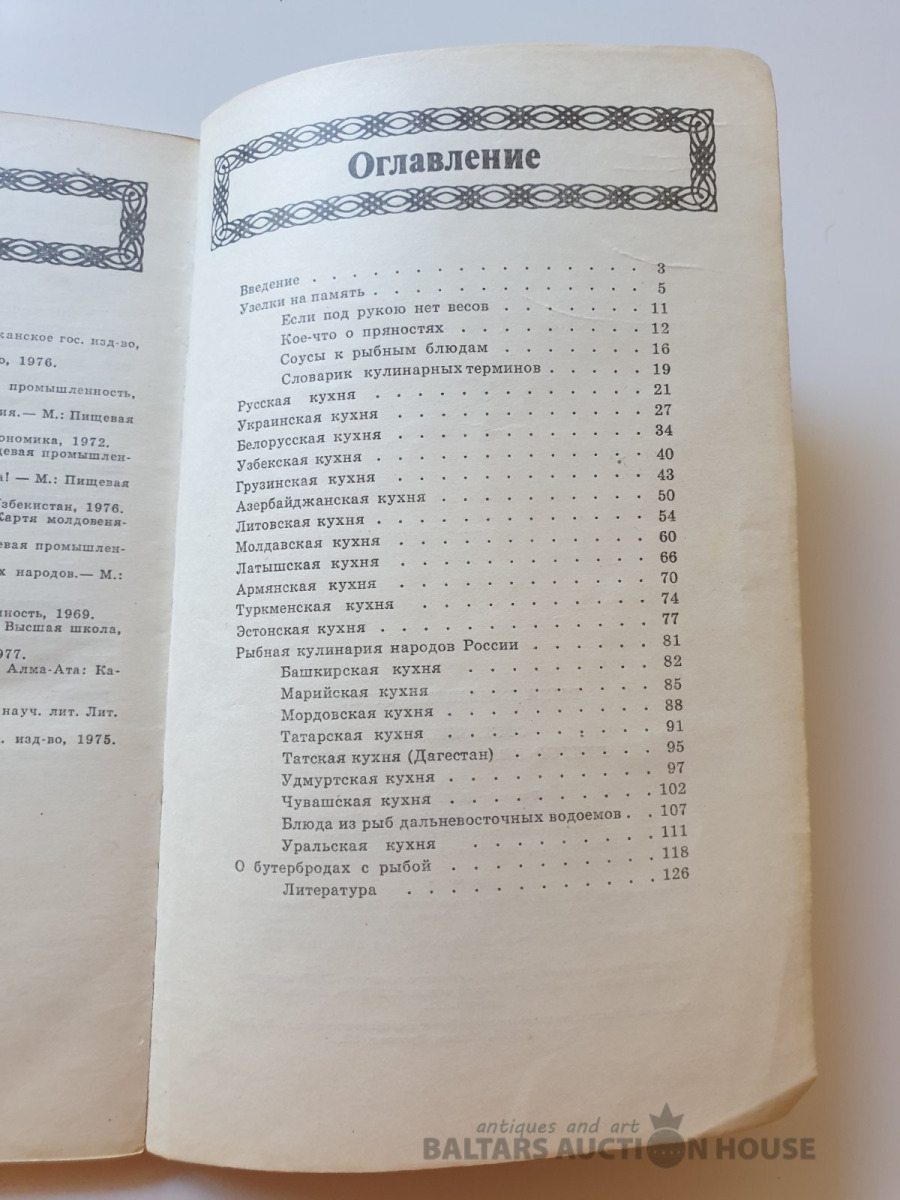 канское гос. изд-во,
о, 1976.
промышленность,
ия.— М.: Пищевая
ономика, 1972.
щевая промышлен-
а! — М.: Пищевая
Узбекистан, 1976.
Картя молдовеня-
евая промышлен-
х народов.— М.:
нность, 1969.
Высшая школа,
977.
Алма-Ата: Ка-
науч. лит. Лит.
. изд-во, 1975.
Оглавление
Введение . . . . . . . . . . . . . . . . 3
Узелки на память . . . . . . . . . . . . . 5
Если под рукою нет весов . . . . . . . 11
Кое-что о пряностях . . . . . . . . . 12
Соусы к рыбным блюдам . . . . . . . 16
Словарик кулинарных терминов . . . . . 19
Русская кухня . . . . . . . . . . . . . 21
Украинская кухня . . . . . . . . . . . . 27
Белорусская кухня . . . . . . . . . . . . 34
Узбекская кухня . . . . . . . . . . . . . 40
Грузинская кухня . . . . . . . . . . . . 43
Азербайджанская кухня . . . . . . . . . . 50
Литовская кухня . . . . . . . . . . . . . 54
Молдавская кухня . . . . . . . . . . . . 60
Латышская кухня . . . . . . . . . . . . 66
Армянская кухня . . . . . . . . . . . . 70
Туркменская кухня . . . . . . . . . . . 74
Эстонская кухня . . . . . . . . . . . . . 77
Рыбная кулинария народов России . . . . . . 81
Башкирская кухня . . . . . . . . . 82
Марийская кухня . . . . . . . . . 85
Мордовская кухня . . . . . . . . . . 88
Татарская кухня . . . . . . . . . . 91
Татская кухня (Дагестан) . . . . . . . 95
Удмуртская кухня . . . . . . . . . . 97
Чувашская кухня . . . . . . . . . . 102
Блюда из рыб дальневосточных водоемов . . 107
Уральская кухня . . . . . . . . . 111
О бутербродах с рыбой . . . . . . . . . . 118
Литература . . . . . . . . . . . 126
antiques and art
BALTARS AUCTION HOUSE